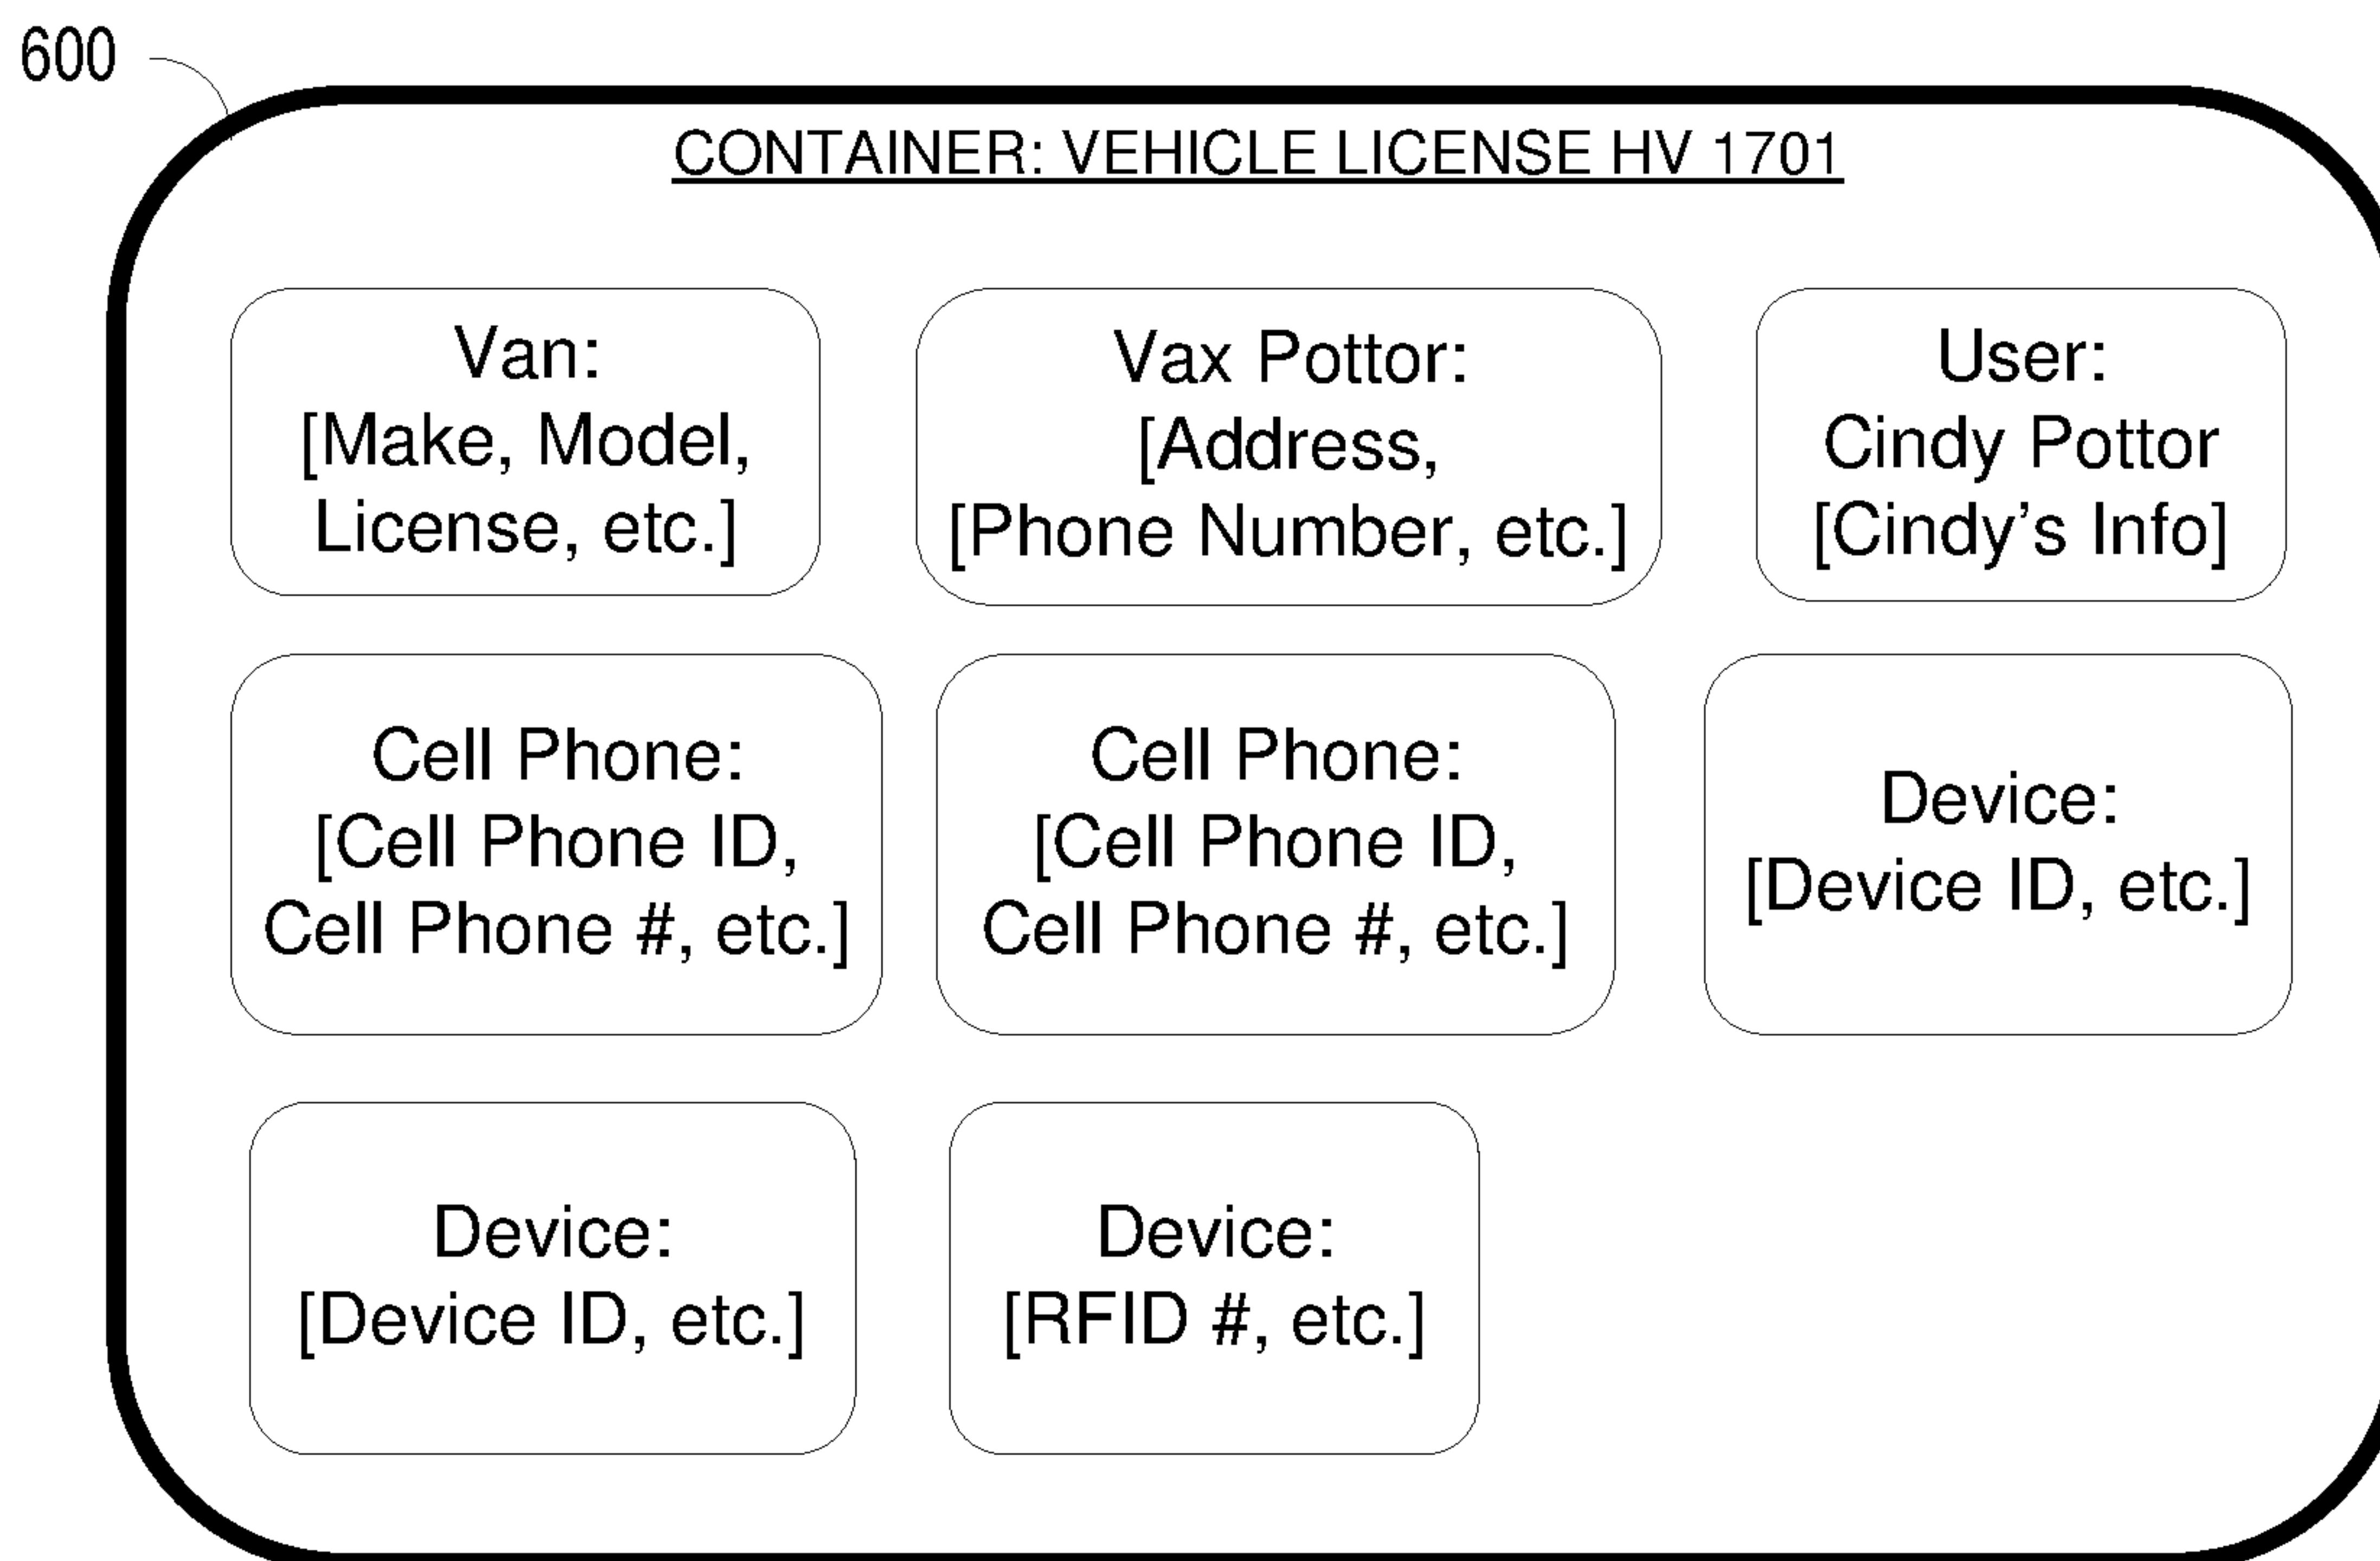 600
CONTAINER: VEHICLE LICENSE HV 1701
Van:
[Make, Model,
License, etc.]
Vax Pottor:
[Address,
[Phone Number, etc.]
User:
Cindy Pottor
[Cindy’s Info]
Cell Phone:
[Cell Phone ID,
Cell Phone #, etc.]
Cell Phone:
[Cell Phone ID,
Cell Phone #, etc.]
Device:
[Device ID, etc.]
Device:
[Device ID, etc.]
Device:
[RFID #, etc.]